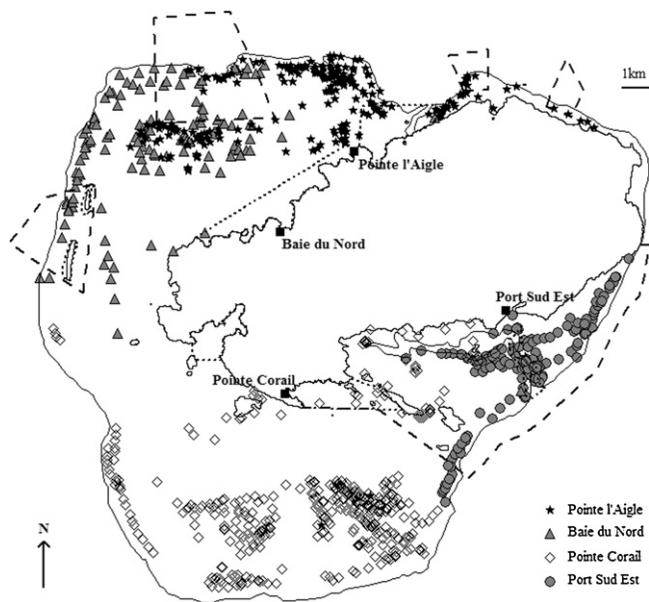 1km
Pointe l'Aigle
Baie du Nord
Port Sud Est
Pointe Corail
N
Pointe l'Aigle
Baie du Nord
Pointe Corail
Port Sud Est